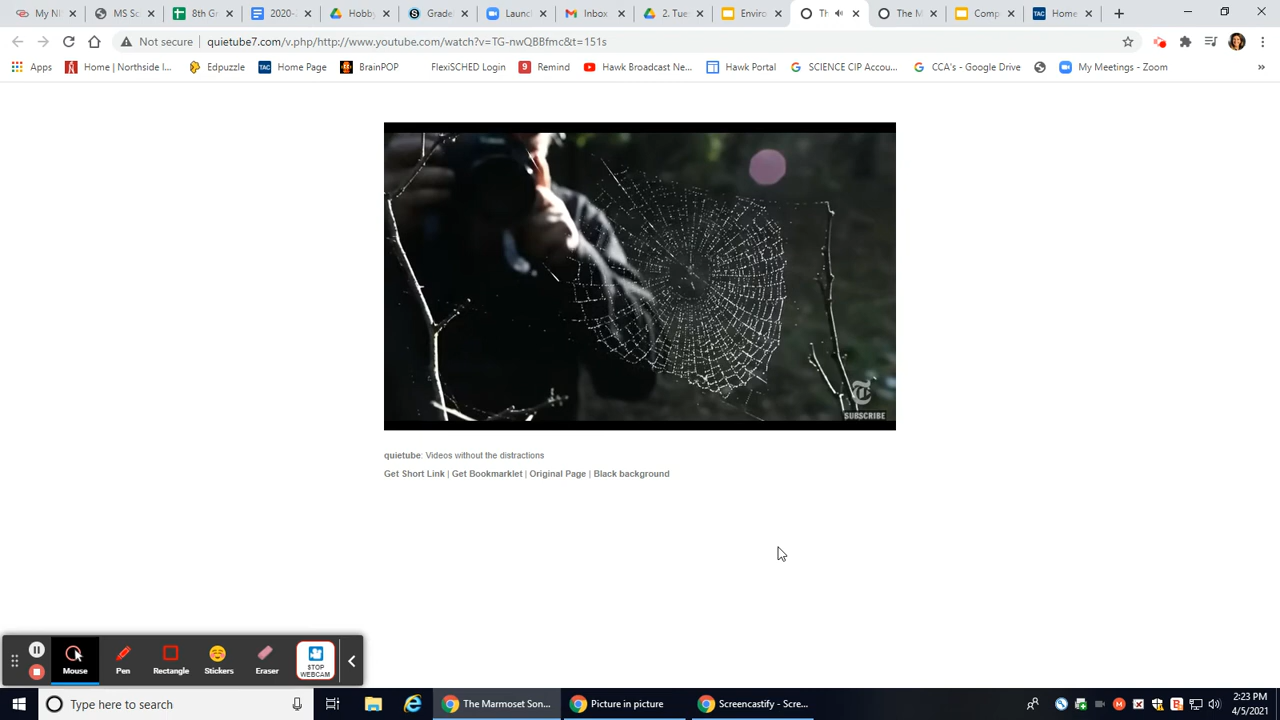 My NI
MS Sc
8th Gr
2020-
Hobby
Grade
Launc
Inbox
2. Tue
Enviro
Th
The M
Comp
Home
Not secure
quietube7.com/v.php/http://www.youtube.com/watch?v=TG-nwQBBfmc&t=151s
Apps
Home | Northside I...
Edpuzzle
TAC
Home Page
BrainPOP
FlexiSCHED Login
9
Remind
Hawk Broadcast Ne...
Hawk Portal
SCIENCE CIP Accou...
CCA's - Google Drive
My Meetings - Zoom
SUBSCRIBE
quietube: Videos without the distractions
Get Short Link | Get Bookmarklet | Original Page | Black background
Mouse
Pen
Rectangle
Stickers
Eraser
STOP
WEBCAM
Type here to search
The Marmoset Son...
Picture in picture
Screencastify - Scre...
2:23 PM
4/5/2021